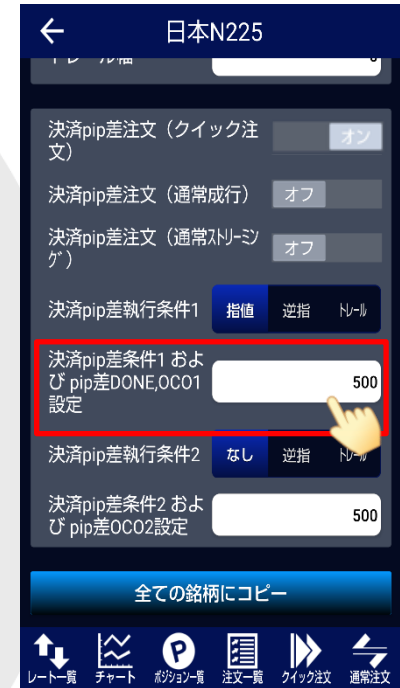 日本N225
トレール幅
決済pip差注文（クイック注
文）
オン
決済pip差注文（通常成行）
オフ
決済pip差注文（通常ｽﾄﾘｰﾐﾝ
ｸﾞ）
オフ
決済pip差執行条件1
指値 逆指 ﾄﾚｰﾙ
決済pip差条件1 およ
び pip差DONE,OCO1
設定
500
決済pip差執行条件2
なし 逆指 ﾄﾚｰﾙ
決済pip差条件2 およ
び pip差OCO2設定
500
全ての銘柄にコピー
レート一覧 チャート ﾎﾟｼﾞｼｮﾝ一覧 注文一覧 クイック注文 通常注文